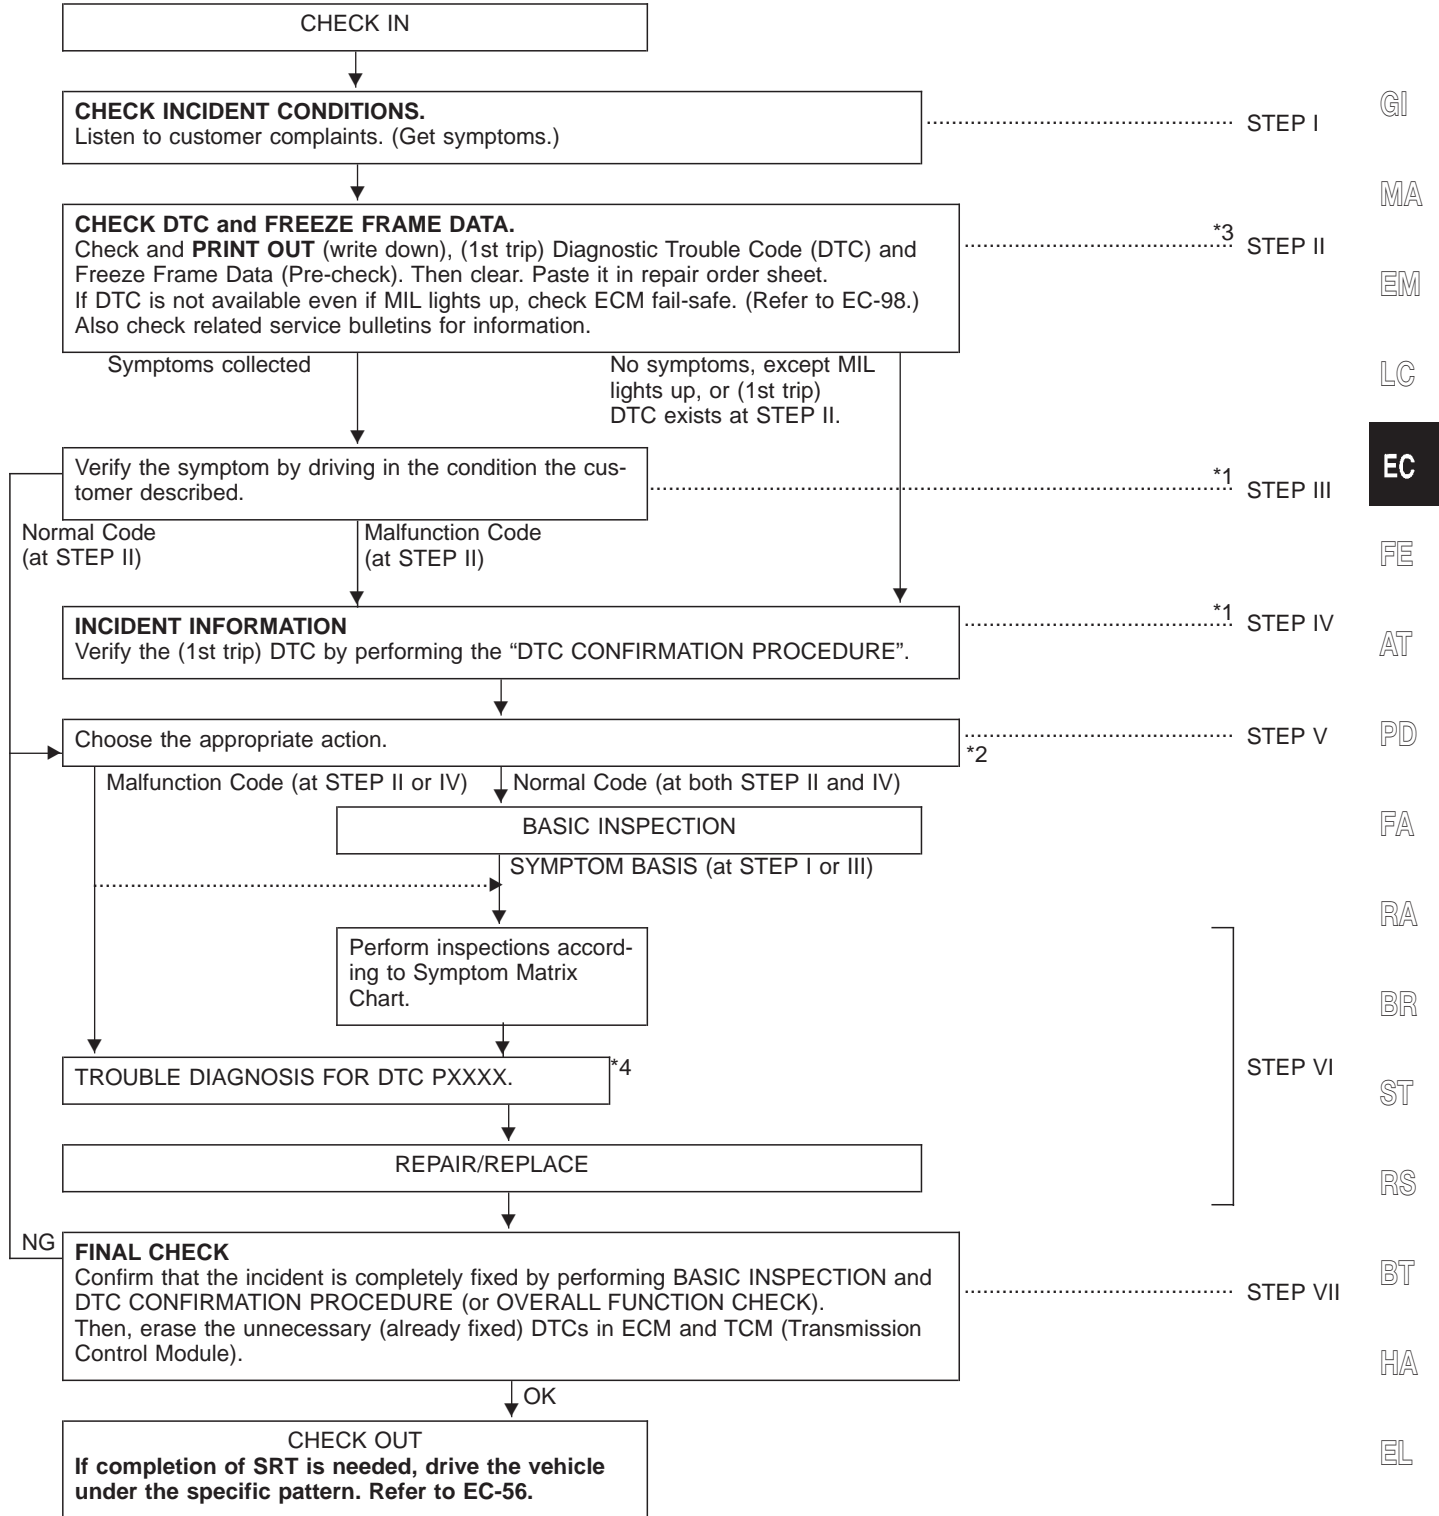 CHECK IN
CHECK INCIDENT CONDITIONS.
Listen to customer complaints. (Get symptoms.)
STEP I
GI
MA
CHECK DTC and FREEZE FRAME DATA.
Check and PRINT OUT (write down), (1st trip) Diagnostic Trouble Code (DTC) and
Freeze Frame Data (Pre-check). Then clear. Paste it in repair order sheet.
If DTC is not available even if MIL lights up, check ECM fail-safe. (Refer to EC-98.)
Also check related service bulletins for information.
*3 STEP II
EM
Symptoms collected
No symptoms, except MIL
lights up, or (1st trip)
DTC exists at STEP II.
LC
Verify the symptom by driving in the condition the cus-
tomer described.
*1 STEP III
EC
Normal Code
(at STEP II)
Malfunction Code
(at STEP II)
FE
INCIDENT INFORMATION
Verify the (1st trip) DTC by performing the “DTC CONFIRMATION PROCEDURE”.
*1 STEP IV
AT
Choose the appropriate action.
*2
STEP V
PD
Malfunction Code (at STEP II or IV)
Normal Code (at both STEP II and IV)
BASIC INSPECTION
FA
SYMPTOM BASIS (at STEP I or III)
RA
Perform inspections accord-
ing to Symptom Matrix
Chart.
BR
TROUBLE DIAGNOSIS FOR DTC PXXXX.
*4
STEP VI
ST
REPAIR/REPLACE
RS
NG
FINAL CHECK
Confirm that the incident is completely fixed by performing BASIC INSPECTION and
DTC CONFIRMATION PROCEDURE (or OVERALL FUNCTION CHECK).
Then, erase the unnecessary (already fixed) DTCs in ECM and TCM (Transmission
Control Module).
STEP VII
BT
HA
OK
CHECK OUT
If completion of SRT is needed, drive the vehicle
under the specific pattern. Refer to EC-56.
EL